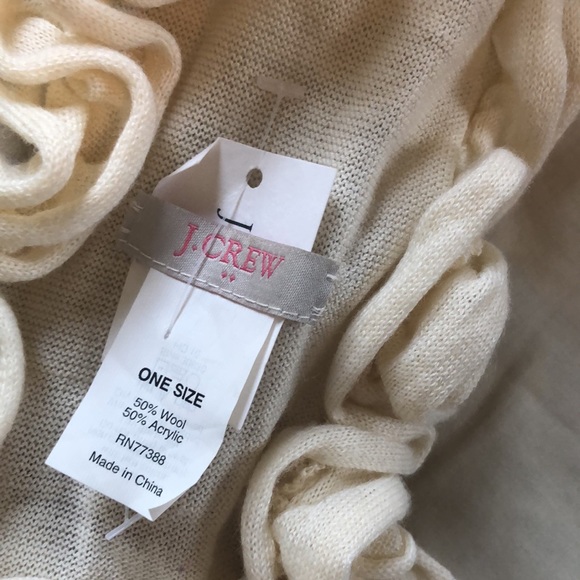 J.CREW
ONE SIZE
50% Wool
50% Acrylic
RN77388
Made in China